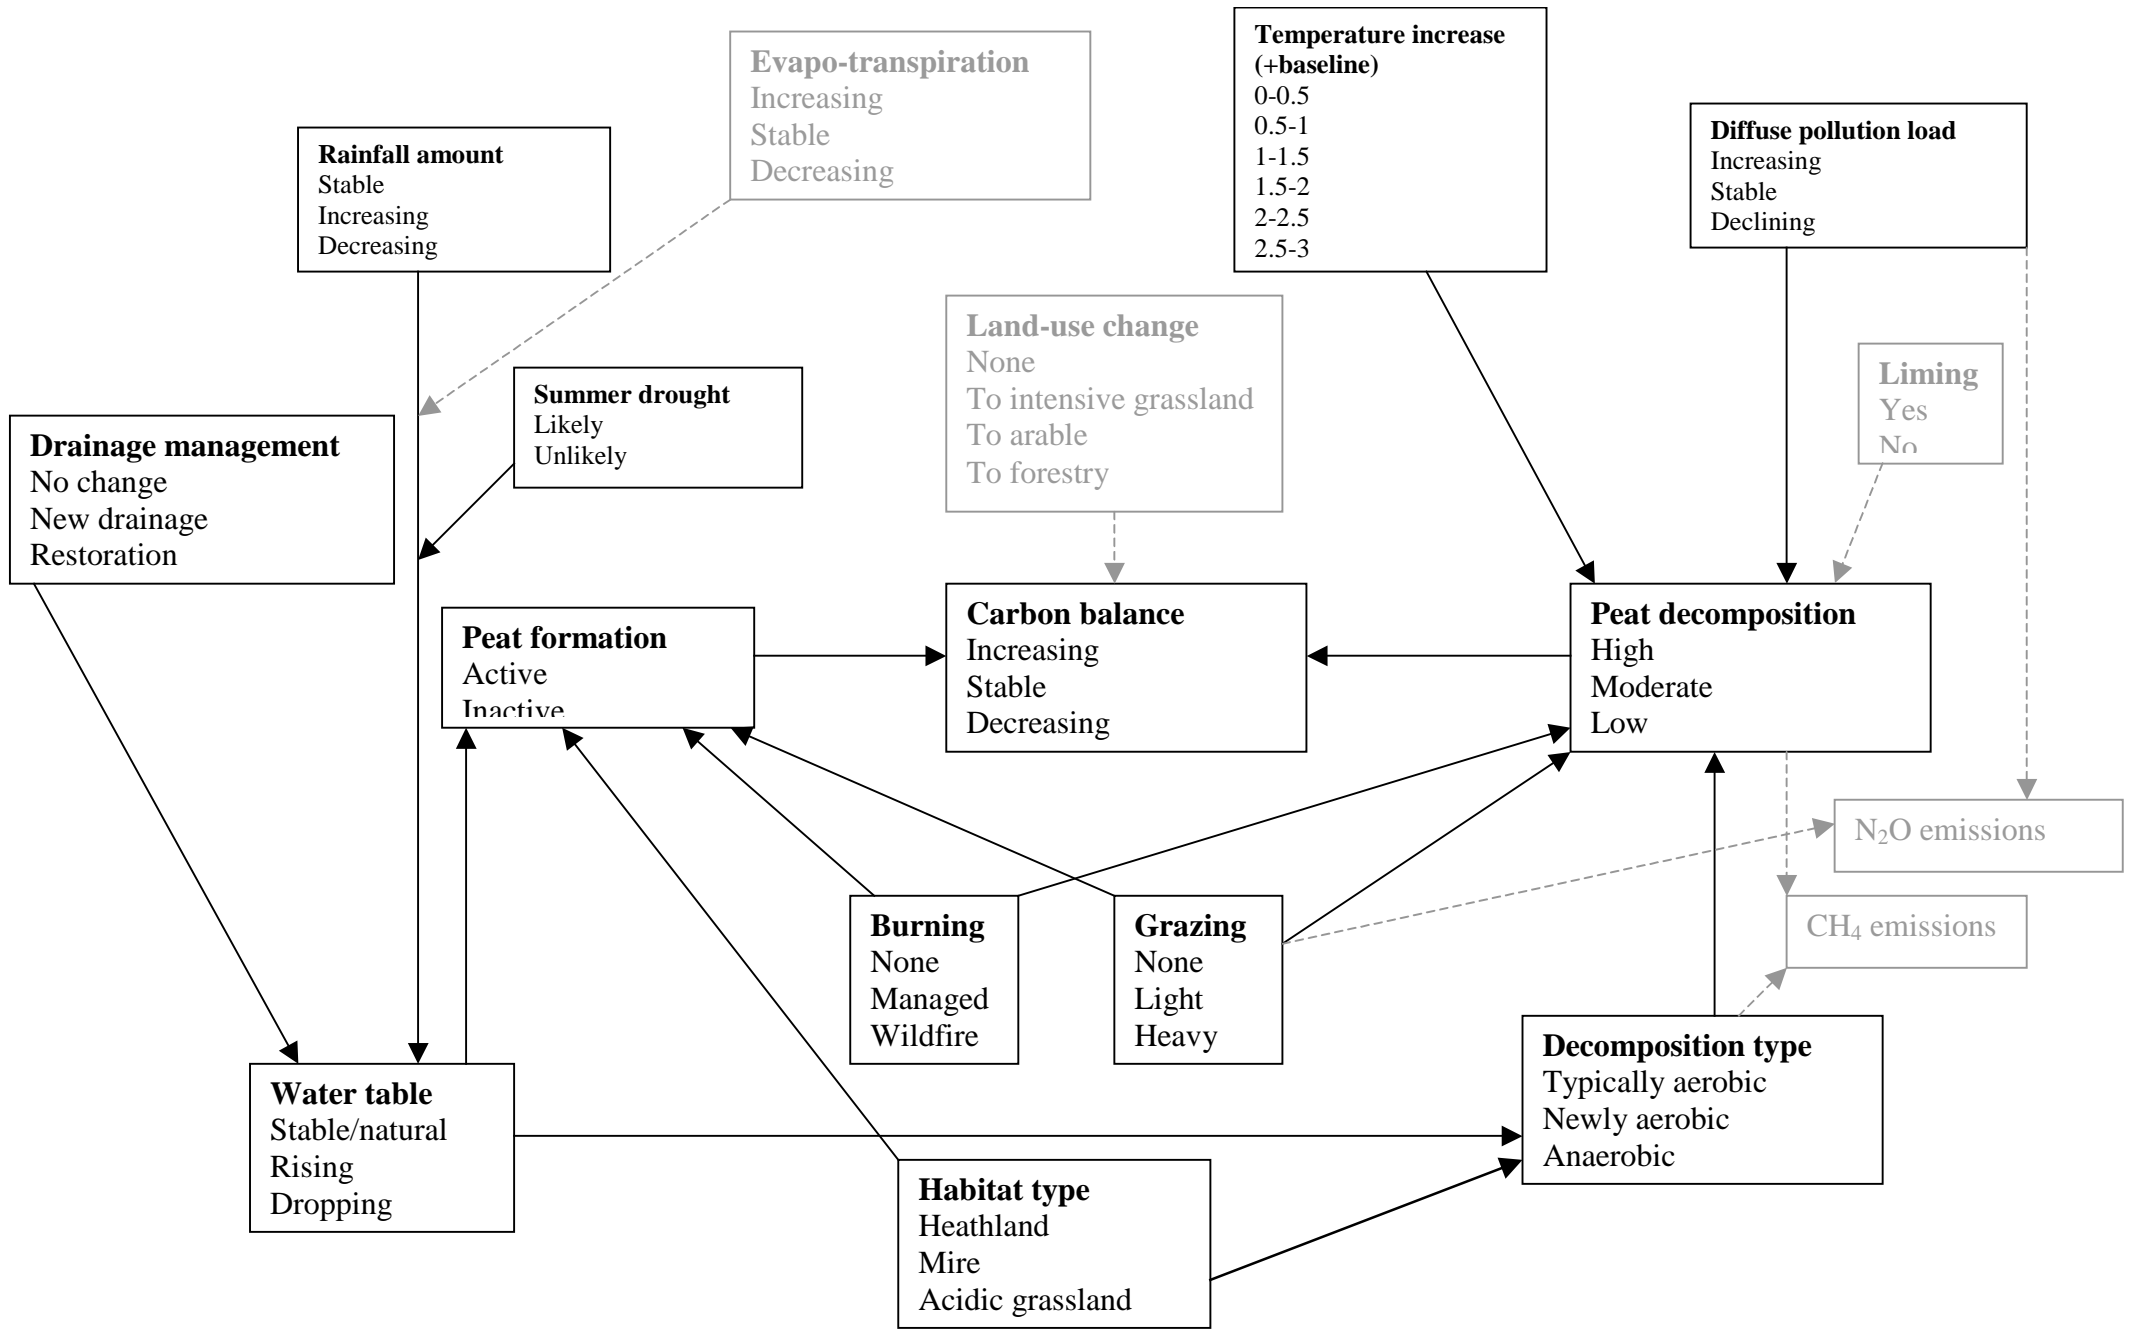 Temperature increase
(+baseline)
0-0.5
0.5-1
1-1.5
1.5-2
2-2.5
2.5-3
Evapo-transpiration
Increasing
Stable
Decreasing
Diffuse pollution load
Increasing
Stable
Declining
Rainfall amount
Stable
Increasing
Decreasing
Land-use change
None
To intensive grassland
To arable
To forestry
Liming
Yes
No
Summer drought
Likely
Unlikely
Drainage management
No change
New drainage
Restoration
Peat formation
Active
Inactive
Carbon balance
Increasing
Stable
Decreasing
Peat decomposition
High
Moderate
Low
N₂O emissions
CH₄ emissions
Burning
None
Managed
Wildfire
Grazing
None
Light
Heavy
Decomposition type
Typically aerobic
Newly aerobic
Anaerobic
Water table
Stable/natural
Rising
Dropping
Habitat type
Heathland
Mire
Acidic grassland